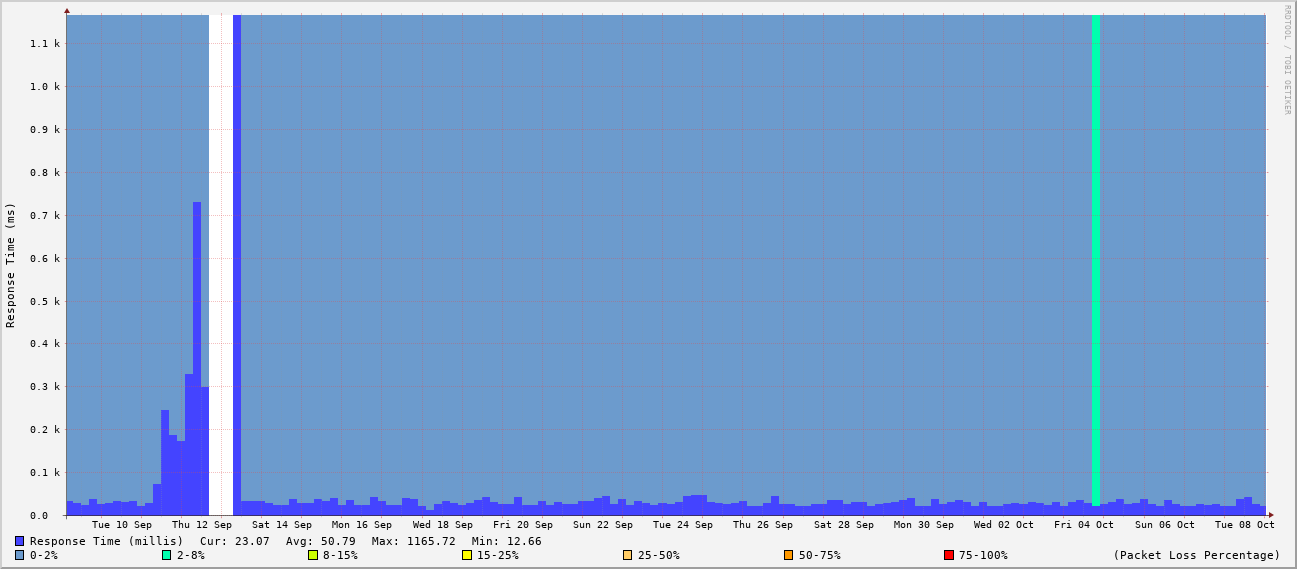 RRDTOOL / TOBI OETIKER
Response Time (ms)
1.1 k
1.0 k
0.9 k
0.8 k
0.7 k
0.6 k
0.5 k
0.4 k
0.3 k
0.2 k
0.1 k
0.0
Tue 10 Sep Thu 12 Sep Sat 14 Sep Mon 16 Sep Wed 18 Sep Fri 20 Sep Sun 22 Sep Tue 24 Sep Thu 26 Sep Sat 28 Sep Mon 30 Sep Wed 02 Oct Fri 04 Oct Sun 06 Oct Tue 08 Oct
Response Time (millis) Cur: 23.07 Avg: 50.79 Max: 1165.72 Min: 12.66
0-2% 2-8% 8-15% 15-25% 25-50% 50-75% 75-100% (Packet Loss Percentage)